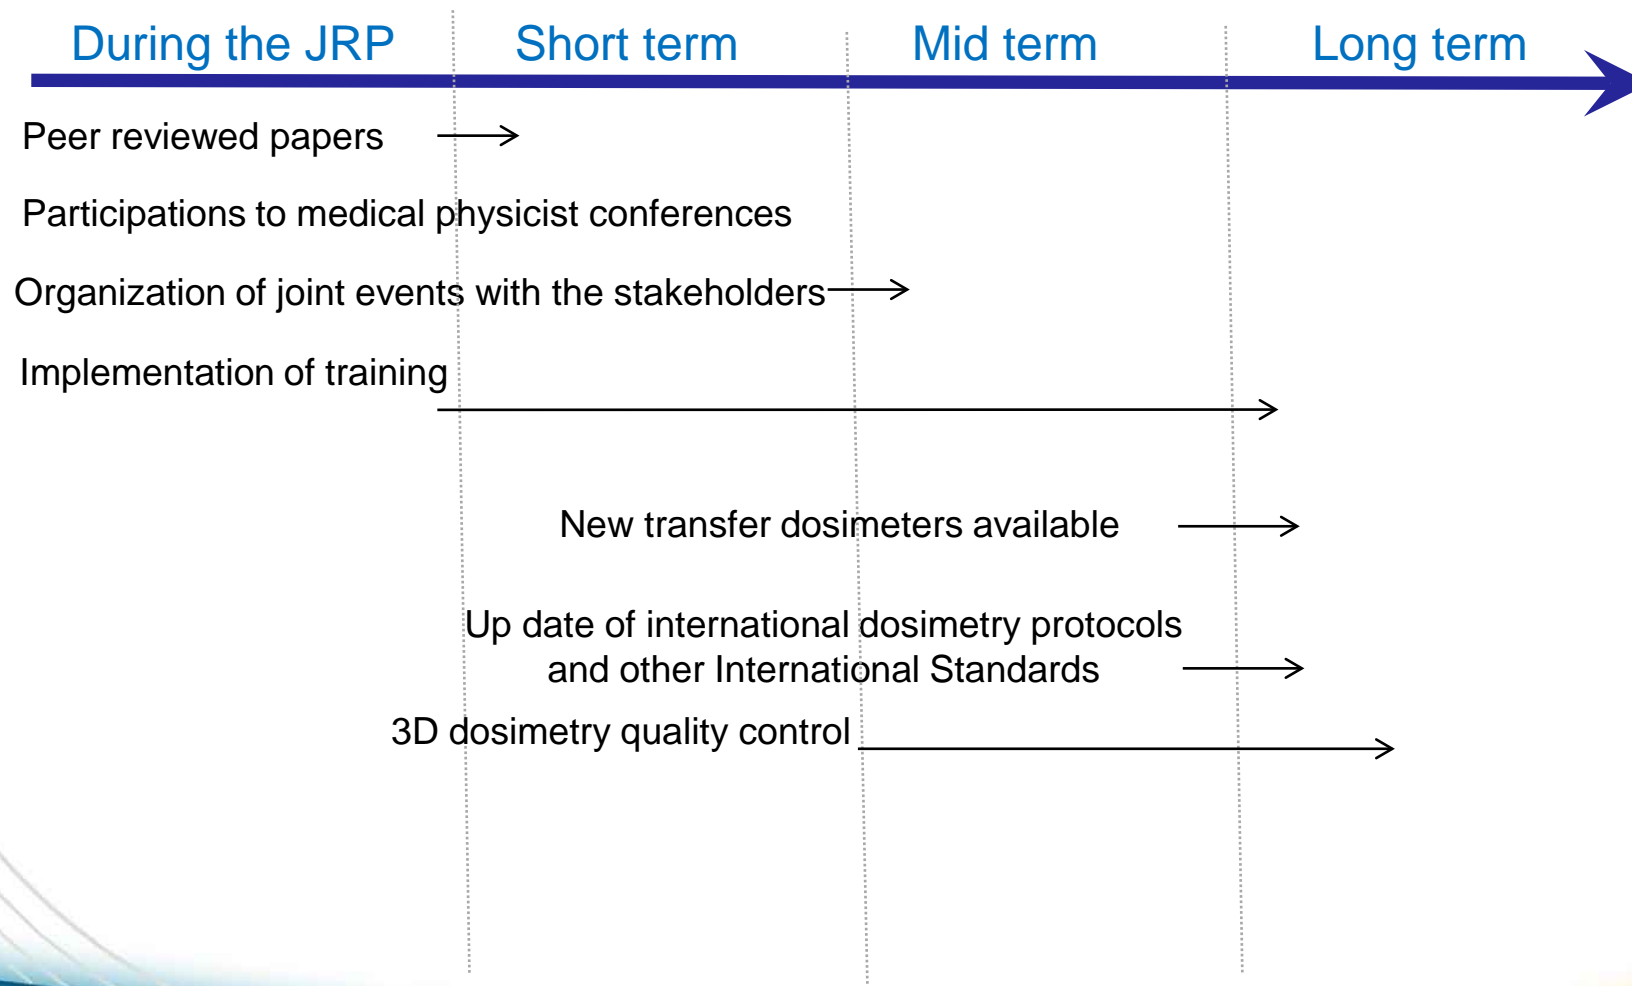 During the JRP Short term Mid term Long term
Peer reviewed papers
Participations to medical physicist conferences
Organization of joint events with the stakeholders
Implementation of training
New transfer dosimeters available
Up date of international dosimetry protocols
and other International Standards
3D dosimetry quality control